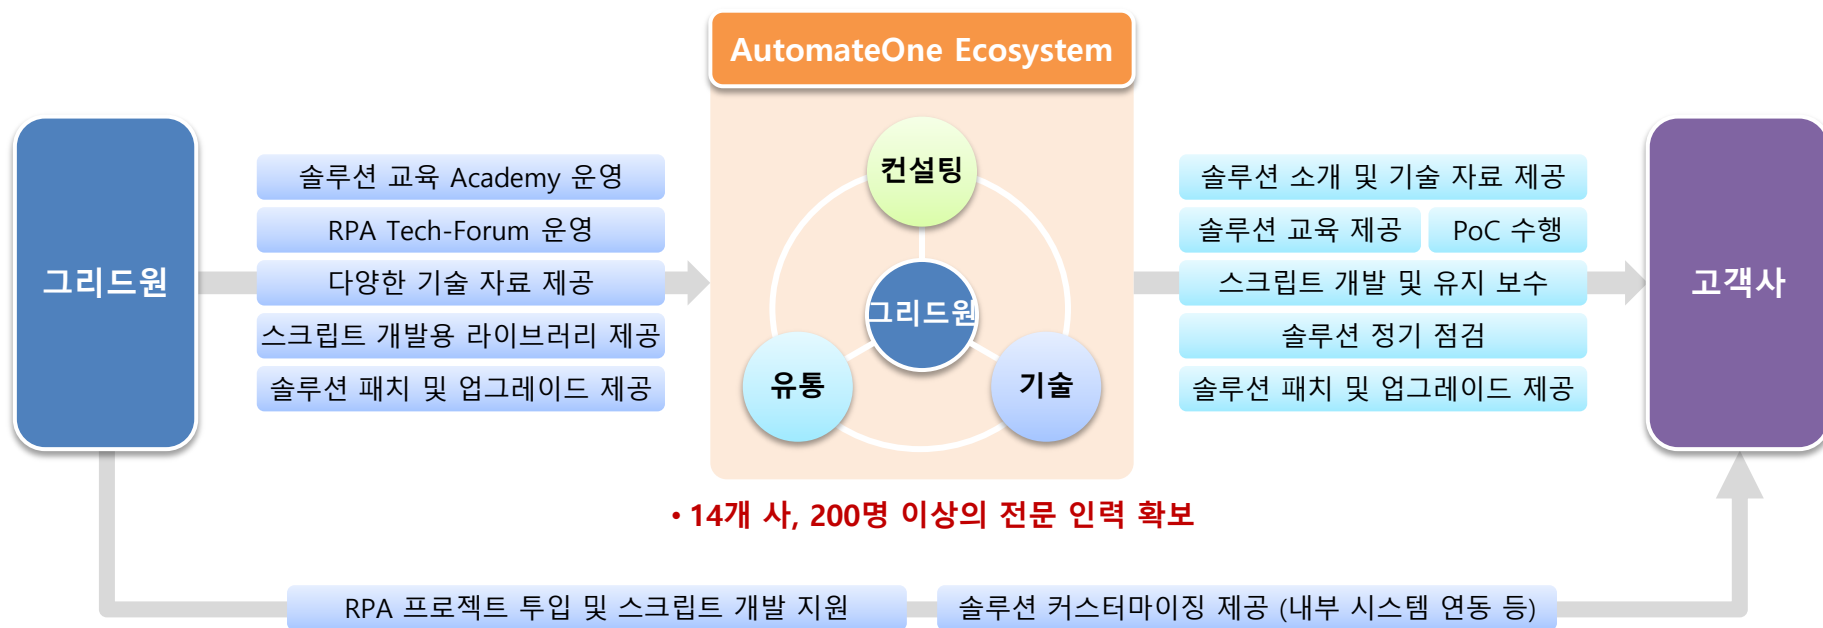 AutomateOne Ecosystem
그리드원
솔루션 교육 Academy 운영
RPA Tech-Forum 운영
다양한 기술 자료 제공
스크립트 개발용 라이브러리 제공
솔루션 패치 및 업그레이드 제공
컨설팅
그리드원
유통
기술
솔루션 소개 및 기술 자료 제공
솔루션 교육 제공
PoC 수행
스크립트 개발 및 유지 보수
솔루션 정기 점검
솔루션 패치 및 업그레이드 제공
고객사
• 14개 사, 200명 이상의 전문 인력 확보
RPA 프로젝트 투입 및 스크립트 개발 지원
솔루션 커스터마이징 제공 (내부 시스템 연동 등)